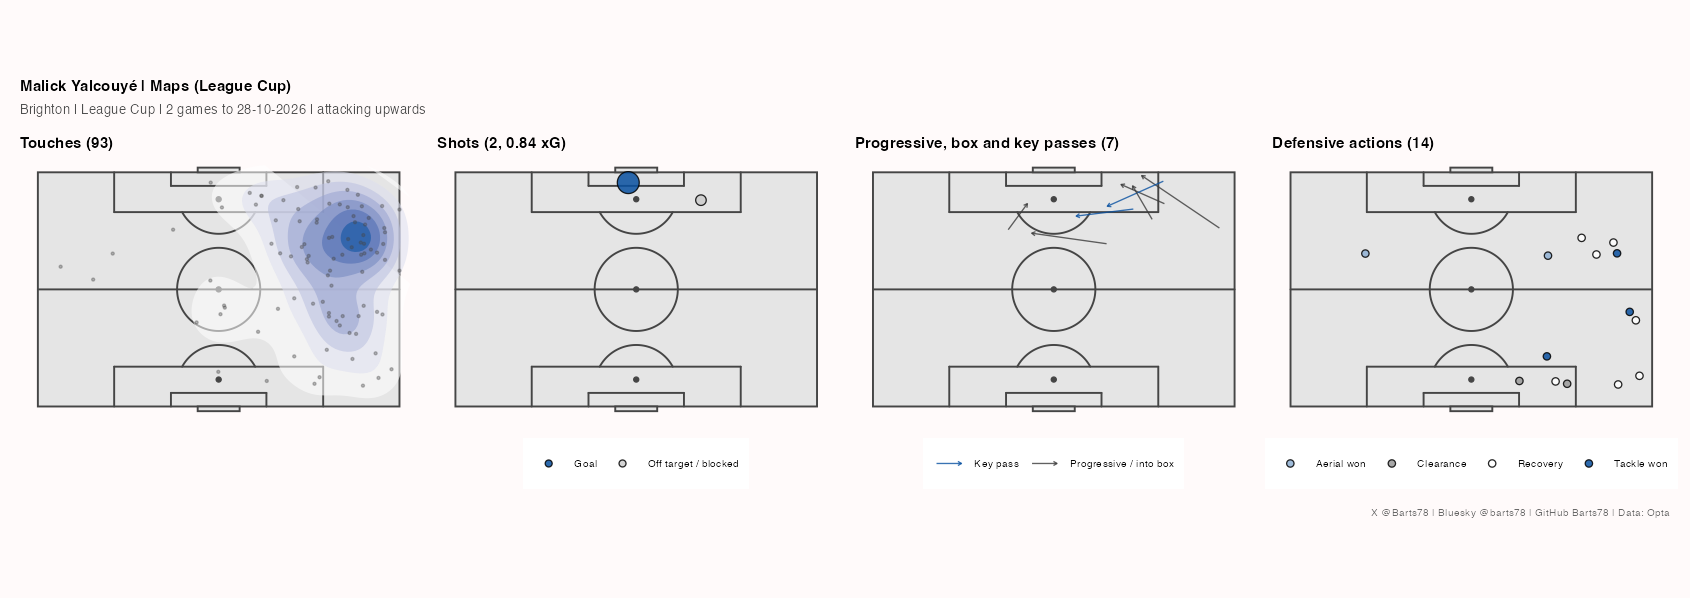 Malick Yalcouyé | Maps (League Cup)
Brighton | League Cup | 2 games to 28-10-2026 | attacking upwards
Touches (93)
Shots (2, 0.84 xG)
Progressive, box and key passes (7)
Defensive actions (14)
Goal
Off target / blocked
Key pass
Progressive / into box
Aerial won
Clearance
Recovery
Tackle won
X @Barts78 | Bluesky @barts78 | GitHub Barts78 | Data: Opta